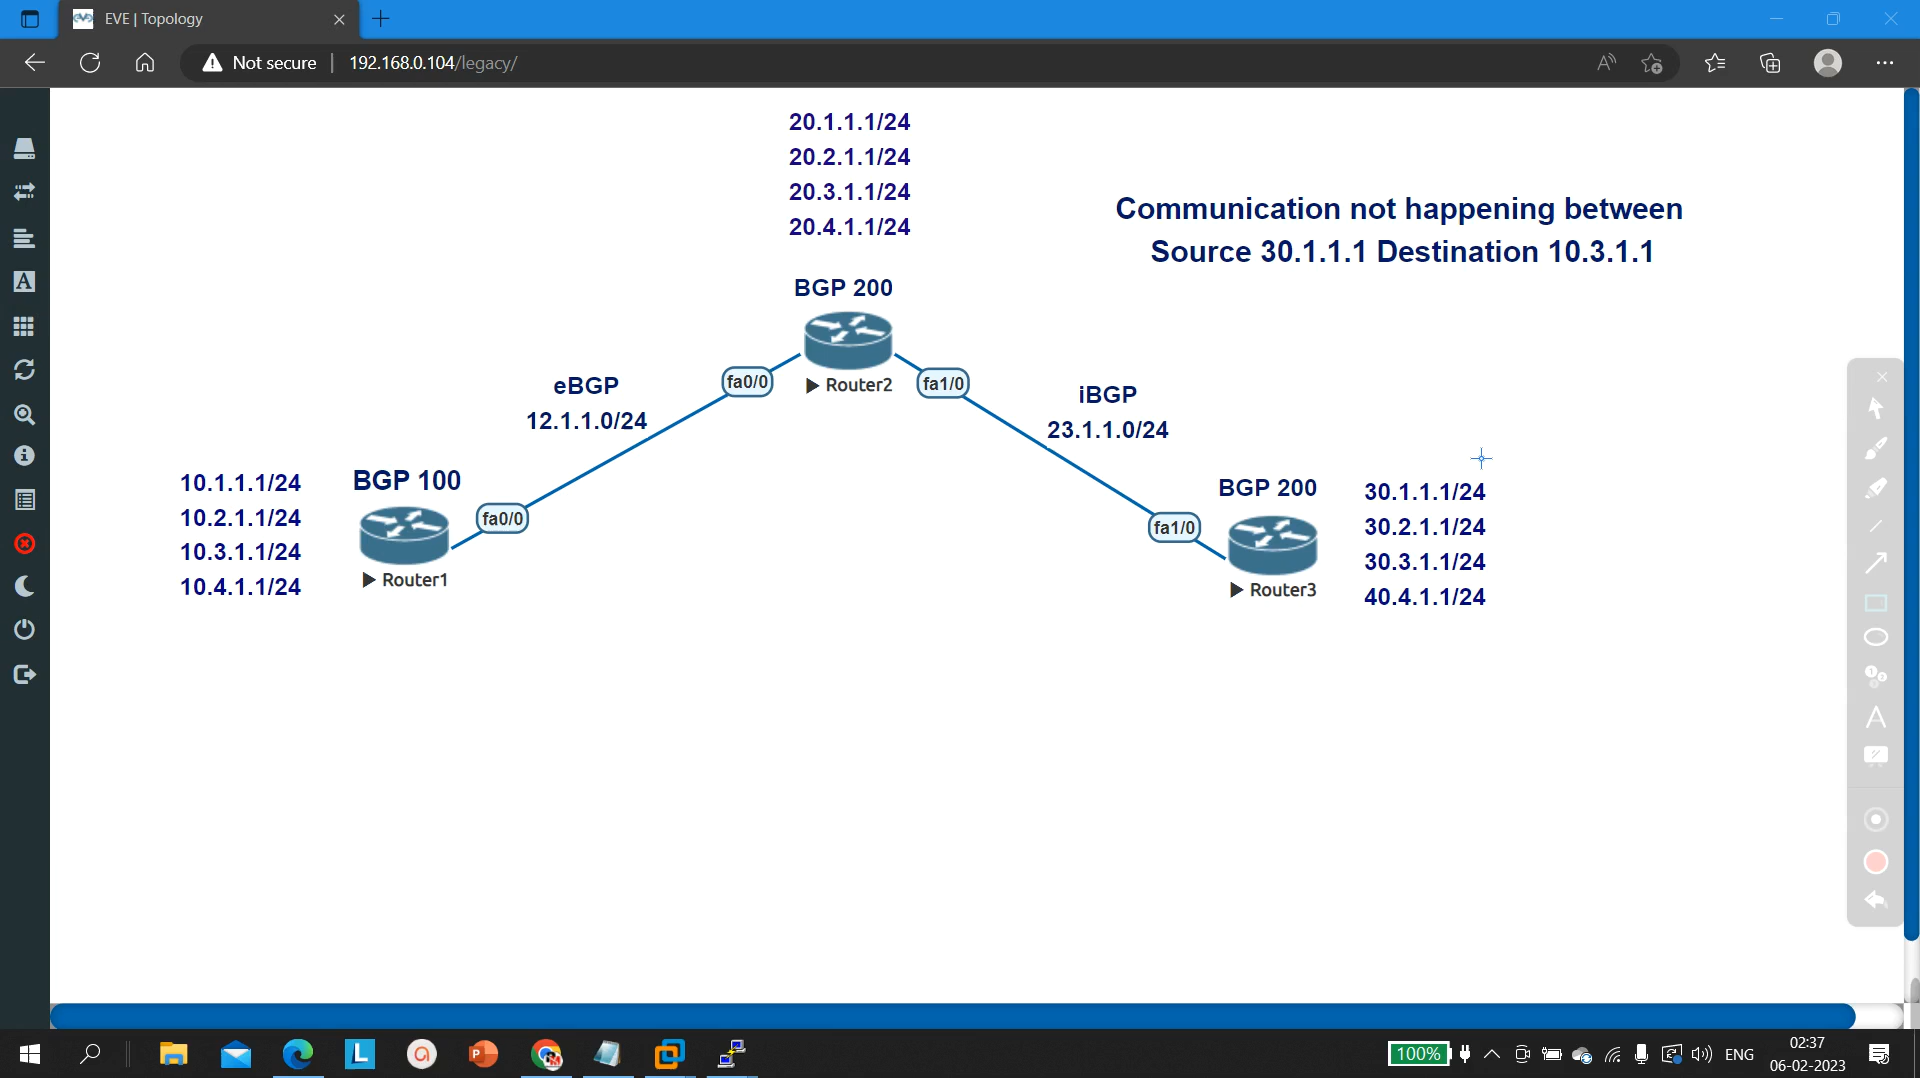 EVE | Topology
Not secure | 192.168.0.104/legacy/
20.1.1.1/24
20.2.1.1/24
20.3.1.1/24
20.4.1.1/24
Communication not happening between
Source 30.1.1.1 Destination 10.3.1.1
BGP 200
fa0/0
Router2
fa1/0
eBGP
12.1.1.0/24
iBGP
23.1.1.0/24
BGP 100
10.1.1.1/24
10.2.1.1/24
10.3.1.1/24
10.4.1.1/24
fa0/0
Router1
BGP 200
fa1/0
Router3
30.1.1.1/24
30.2.1.1/24
30.3.1.1/24
40.4.1.1/24
100%
ENG
02:37
06-02-2023